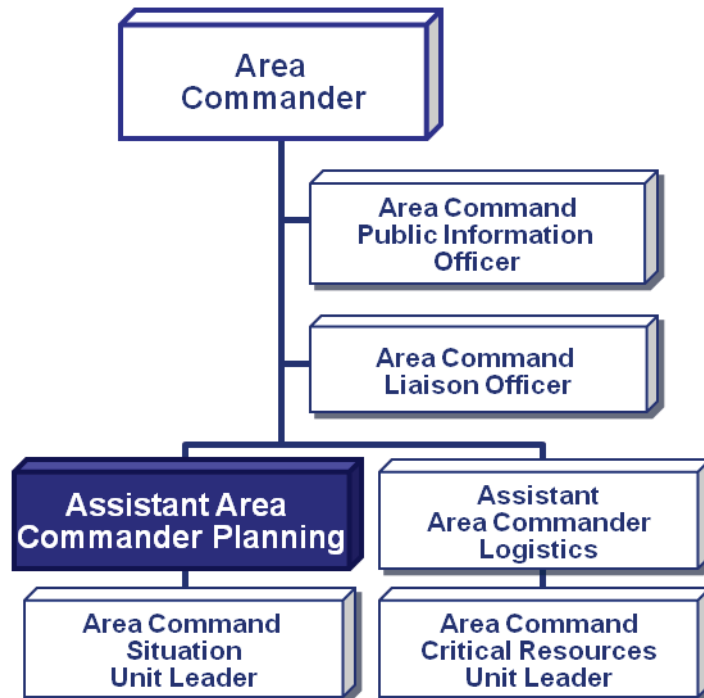 Area
Commander
Area Command
Public Information
Officer
Area Command
Liaison Officer
Assistant Area
Commander Planning
Assistant
Area Commander
Logistics
Area Command
Situation
Unit Leader
Area Command
Critical Resources
Unit Leader